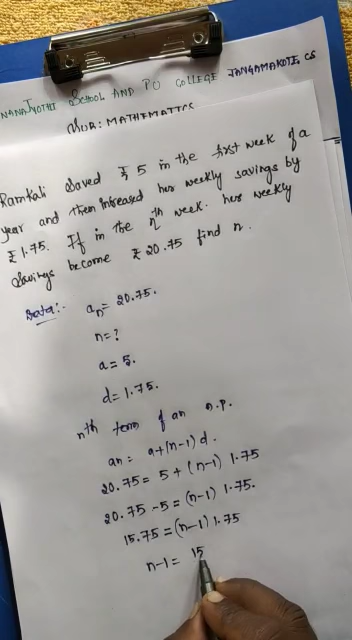 SCHOOL AND PU COLLEGE JANGAMAKOTE, CS
SUB: MATHEMATICS
Ramkali saved ₹ 5 in the first week of a
year and then increased her weekly savings by
₹ 1.75. If in the nth week. her weekly
savings become ₹ 20.75 find n.
Data:- an = 20.75.
n = ?
a = 5.
d = 1.75.
nth term of an A.P.
an = a+(n-1) d.
20.75 = 5 + (n-1) 1.75
20.75 - 5 = (n-1) 1.75.
15.75 = (n-1) 1.75
n-1 = 15